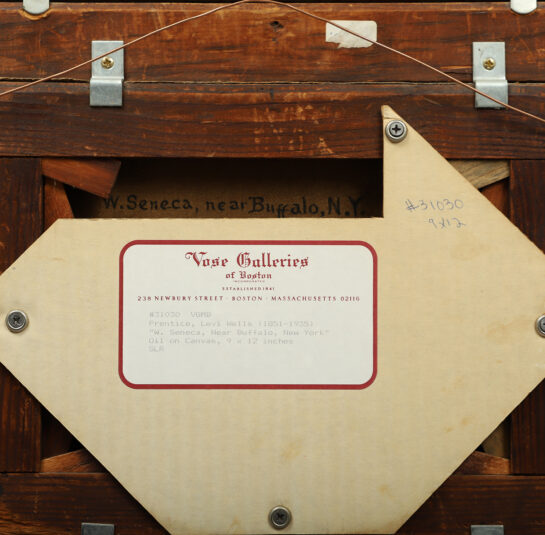 W. Seneca, near Buffalo, N.Y.
#31030
9x12
Vose Galleries
of Boston
INCORPORATED
ESTABLISHED 1841
238 NEWBURY STREET · BOSTON · MASSACHUSETTS 02116
#31030 VGMB
Prentice, Levi Wells (1851-1935)
"W. Seneca, Near Buffalo, New York"
Oil on Canvas, 9 x 12 inches
SLR